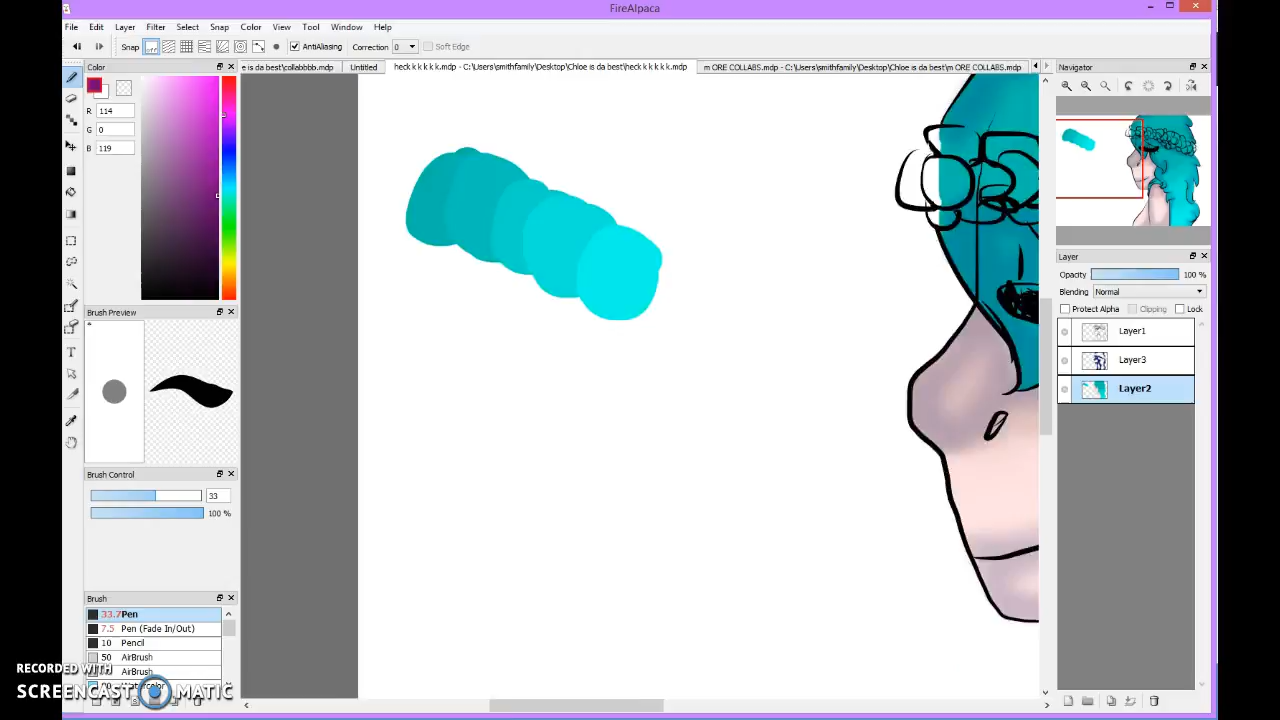 FireAlpaca
File Edit Layer Filter Select Snap Color View Tool Window Help
Snap off AntiAliasing Correction 0 Soft Edge
Color
e is da best\collabbbb.mdp Untitled heck k k k k k.mdp - C:\Users\smithfamily\Desktop\Chloe is da best\heck k k k k k.mdp m ORE COLLABS.mdp - C:\Users\smithfamily\Desktop\Chloe is da best\m ORE COLLABS.mdp
Navigator
R 114
G 0
B 119
Layer
Opacity 100 %
Blending Normal
Protect Alpha Clipping Lock
Layer1
Layer3
Layer2
Brush Preview
Brush Control
33
100 %
Brush
33.7 Pen
7.5 Pen (Fade In/Out)
10 Pencil
50 AirBrush
AirBrush
Watercolor
RECORDED WITH
SCREENCAST MATIC